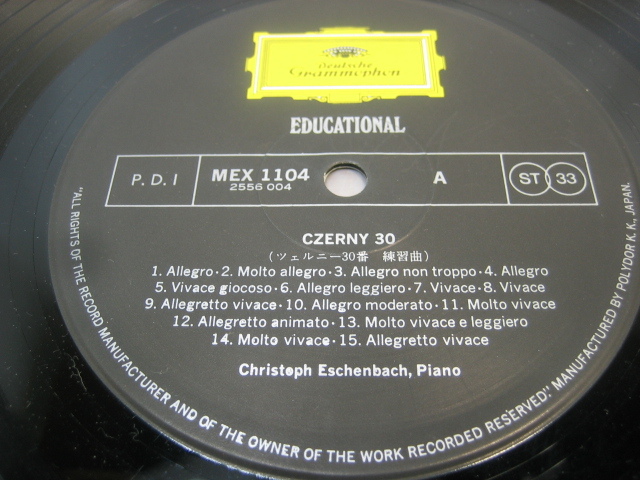 Deutsche
Grammophon
EDUCATIONAL
P.D.I
MEX 1104
2556 004
A
ST 33
CZERNY 30
(ツェルニー30番 練習曲)
1. Allegro・2. Molto allegro・3. Allegro non troppo・4. Allegro
5. Vivace giocoso・6. Allegro leggiero・7. Vivace・8. Vivace
9. Allegretto vivace・10. Allegro moderato・11. Molto vivace
12. Allegretto animato・13. Molto vivace e leggiero
14. Molto vivace・15. Allegretto vivace
Christoph Eschenbach, Piano
"ALL RIGHTS OF THE RECORD MANUFACTURER AND OF THE OWNER OF THE WORK RECORDED RESERVED." MANUFACTURED BY POLYDOR K.K., JAPAN.